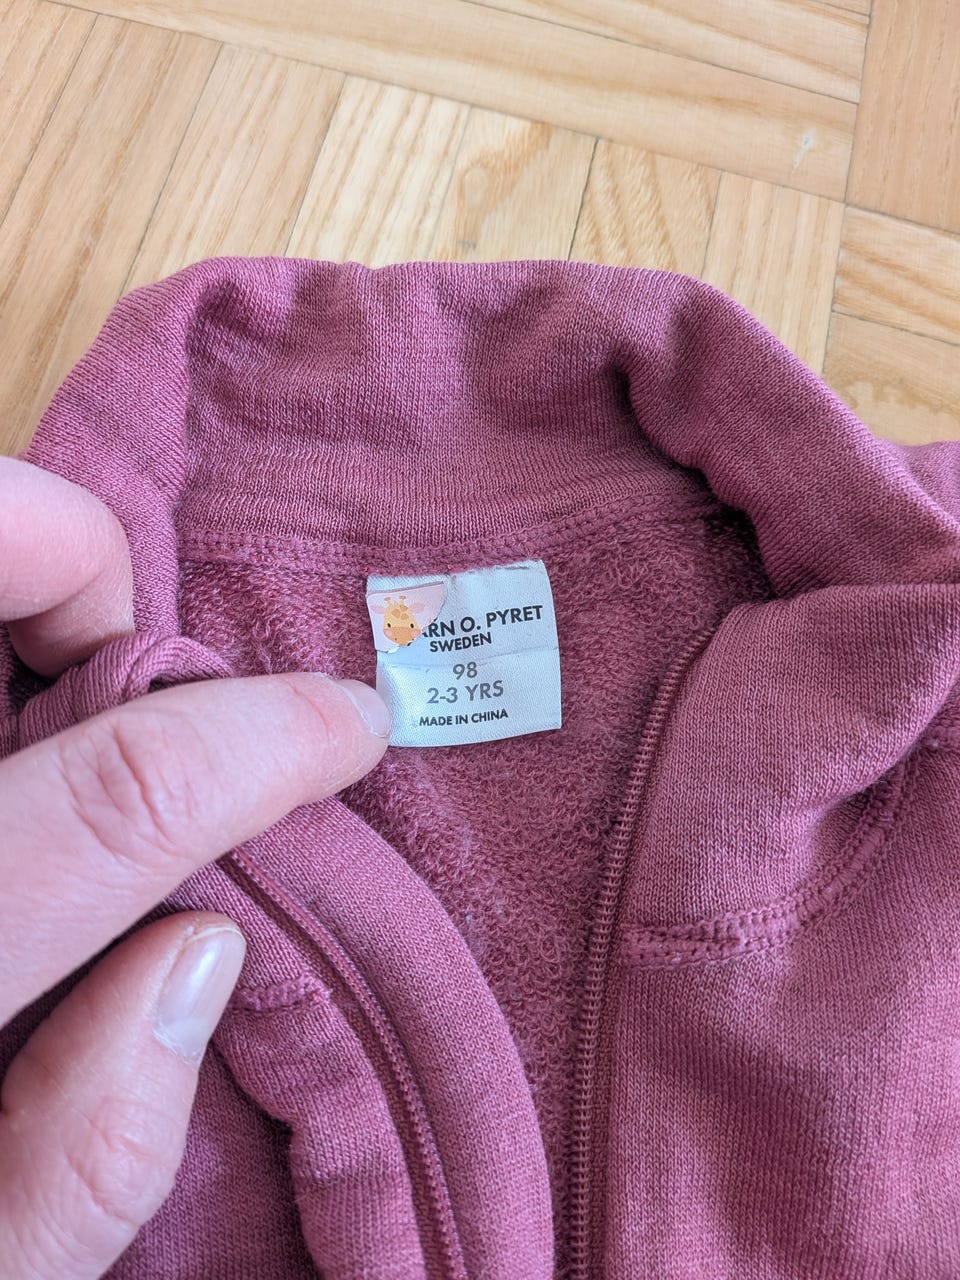 ARN O. PYRET
SWEDEN
98
2-3 YRS
MADE IN CHINA